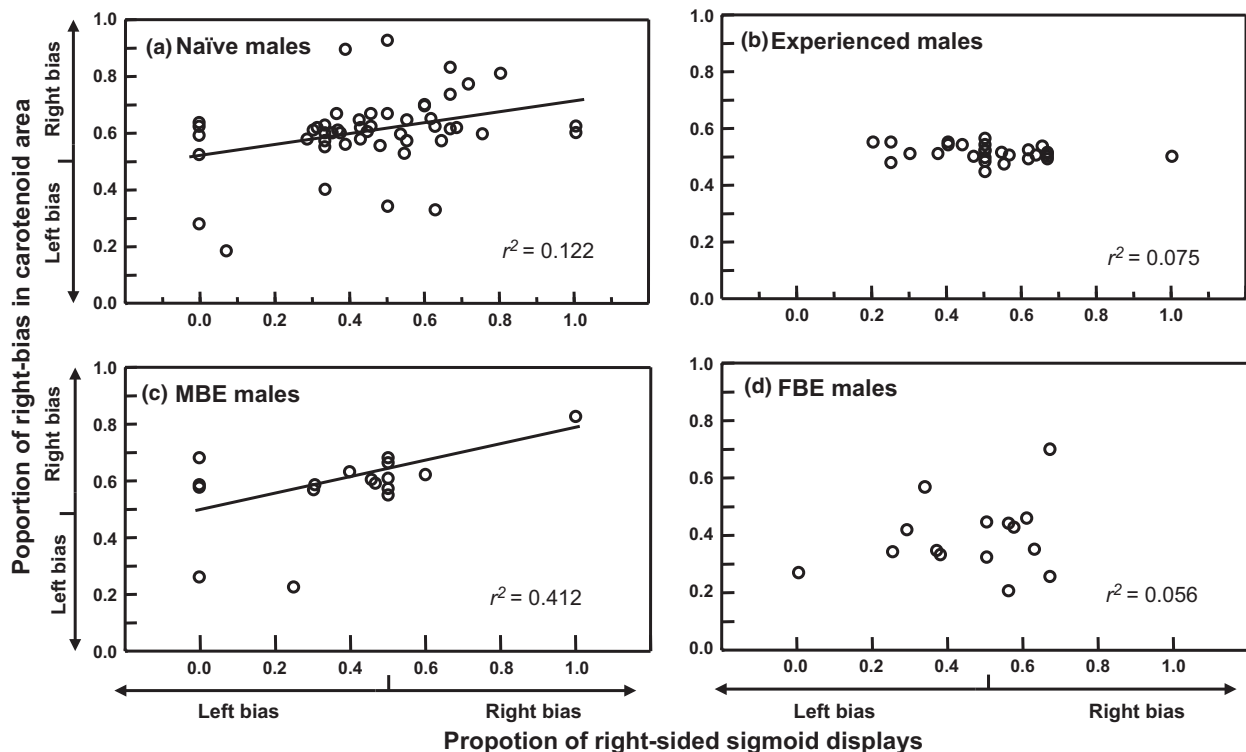 Poportion of right-bias in carotenoid area
Left bias Right bias
1.0
0.8
0.6
0.4
0.2
0.0
(a) Naïve males
r² = 0.122
0.0 0.2 0.4 0.6 0.8 1.0
1.0
0.8
0.6
0.4
0.2
0.0
(b) Experienced males
r² = 0.075
0.0 0.2 0.4 0.6 0.8 1.0
Left bias Right bias
1.0
0.8
0.6
0.4
0.2
0.0
(c) MBE males
r² = 0.412
0.0 0.2 0.4 0.6 0.8 1.0
Left bias Right bias
1.0
0.8
0.6
0.4
0.2
0.0
(d) FBE males
r² = 0.056
0.0 0.2 0.4 0.6 0.8 1.0
Left bias Right bias
Propotion of right-sided sigmoid displays